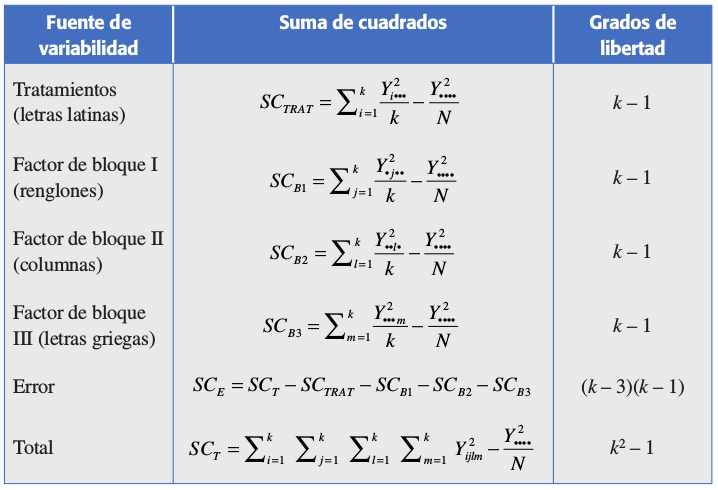 Fuente de variabilidad | Suma de cuadrados | Grados de libertad
Tratamientos (letras latinas) | $SC_{TRAT} = \sum_{i=1}^{k} \frac{Y_{i\bullet\bullet\bullet}^{2}}{k} - \frac{Y_{\bullet\bullet\bullet\bullet}^{2}}{N}$ | $k - 1$
Factor de bloque I (renglones) | $SC_{B1} = \sum_{j=1}^{k} \frac{Y_{\bullet j\bullet\bullet}^{2}}{k} - \frac{Y_{\bullet\bullet\bullet\bullet}^{2}}{N}$ | $k - 1$
Factor de bloque II (columnas) | $SC_{B2} = \sum_{l=1}^{k} \frac{Y_{\bullet\bullet l\bullet}^{2}}{k} - \frac{Y_{\bullet\bullet\bullet\bullet}^{2}}{N}$ | $k - 1$
Factor de bloque III (letras griegas) | $SC_{B3} = \sum_{m=1}^{k} \frac{Y_{\bullet\bullet\bullet m}^{2}}{k} - \frac{Y_{\bullet\bullet\bullet\bullet}^{2}}{N}$ | $k - 1$
Error | $SC_{E} = SC_{T} - SC_{TRAT} - SC_{B1} - SC_{B2} - SC_{B3}$ | $(k - 3)(k - 1)$
Total | $SC_{T} = \sum_{i=1}^{k} \sum_{j=1}^{k} \sum_{l=1}^{k} \sum_{m=1}^{k} Y_{ijlm}^{2} - \frac{Y_{\bullet\bullet\bullet\bullet}^{2}}{N}$ | $k^{2} - 1$